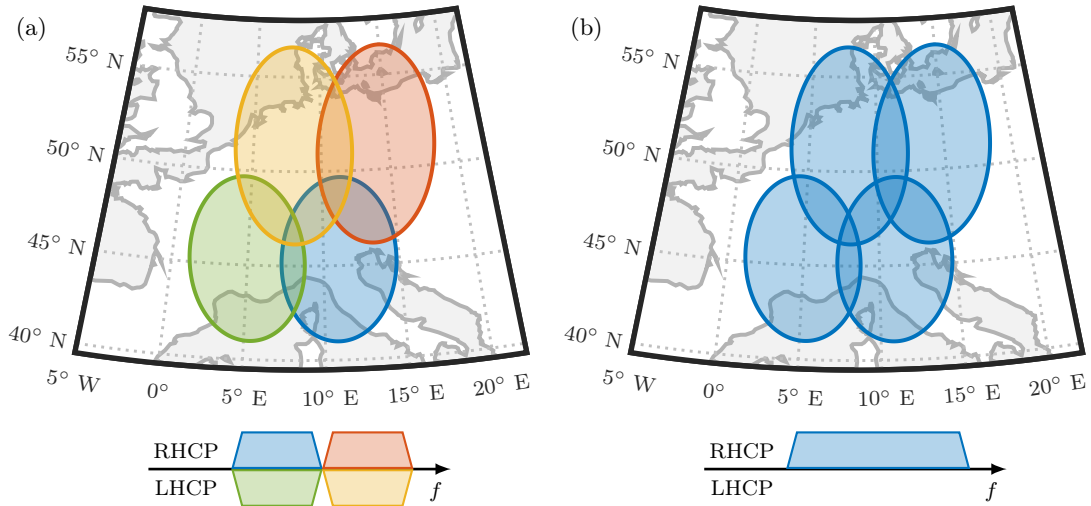 (a)
55° N
50° N
45° N
40° N
5° W
0°
5° E
10° E
15° E
20° E
RHCP
LHCP
f
(b)
55° N
50° N
45° N
40° N
5° W
0°
5° E
10° E
15° E
20° E
RHCP
LHCP
f